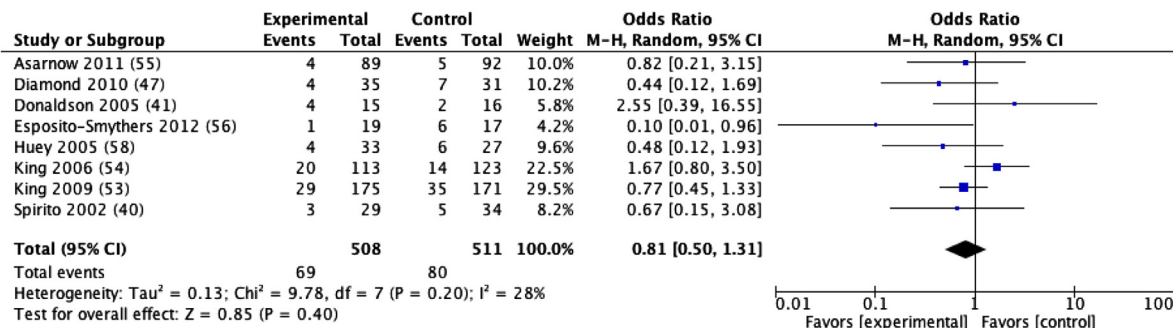 Experimental Control Odds Ratio Odds Ratio
Study or Subgroup Events Total Events Total Weight M-H, Random, 95% CI M-H, Random, 95% CI
Asarnow 2011 (55) 4 89 5 92 10.0% 0.82 [0.21, 3.15]
Diamond 2010 (47) 4 35 7 31 10.2% 0.44 [0.12, 1.69]
Donaldson 2005 (41) 4 15 2 16 5.8% 2.55 [0.39, 16.55]
Esposito-Smythers 2012 (56) 1 19 6 17 4.2% 0.10 [0.01, 0.96]
Huey 2005 (58) 4 33 6 27 9.6% 0.48 [0.12, 1.93]
King 2006 (54) 20 113 14 123 22.5% 1.67 [0.80, 3.50]
King 2009 (53) 29 175 35 171 29.5% 0.77 [0.45, 1.33]
Spirito 2002 (40) 3 29 5 34 8.2% 0.67 [0.15, 3.08]
Total (95% CI) 508 511 100.0% 0.81 [0.50, 1.31]
Total events 69 80
Heterogeneity: Tau² = 0.13; Chi² = 9.78, df = 7 (P = 0.20); I² = 28%
Test for overall effect: Z = 0.85 (P = 0.40)
0.01 0.1 1 10 100
Favors [experimental] Favors [control]